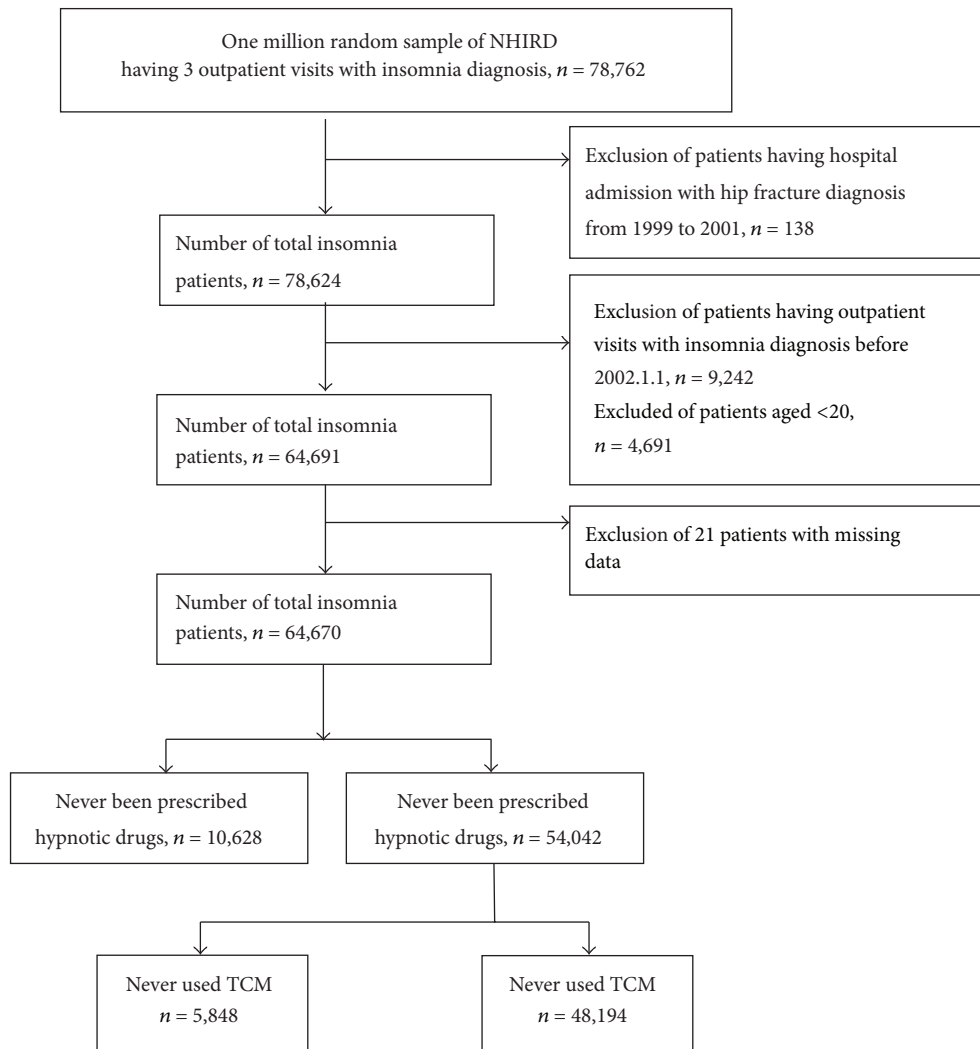 One million random sample of NHIRD
having 3 outpatient visits with insomnia diagnosis, n = 78,762
Exclusion of patients having hospital
admission with hip fracture diagnosis
from 1999 to 2001, n = 138
Number of total insomnia
patients, n = 78,624
Exclusion of patients having outpatient
visits with insomnia diagnosis before
2002.1.1, n = 9,242
Excluded of patients aged <20,
n = 4,691
Number of total insomnia
patients, n = 64,691
Exclusion of 21 patients with missing
data
Number of total insomnia
patients, n = 64,670
Never been prescribed
hypnotic drugs, n = 10,628
Never been prescribed
hypnotic drugs, n = 54,042
Never used TCM
n = 5,848
Never used TCM
n = 48,194